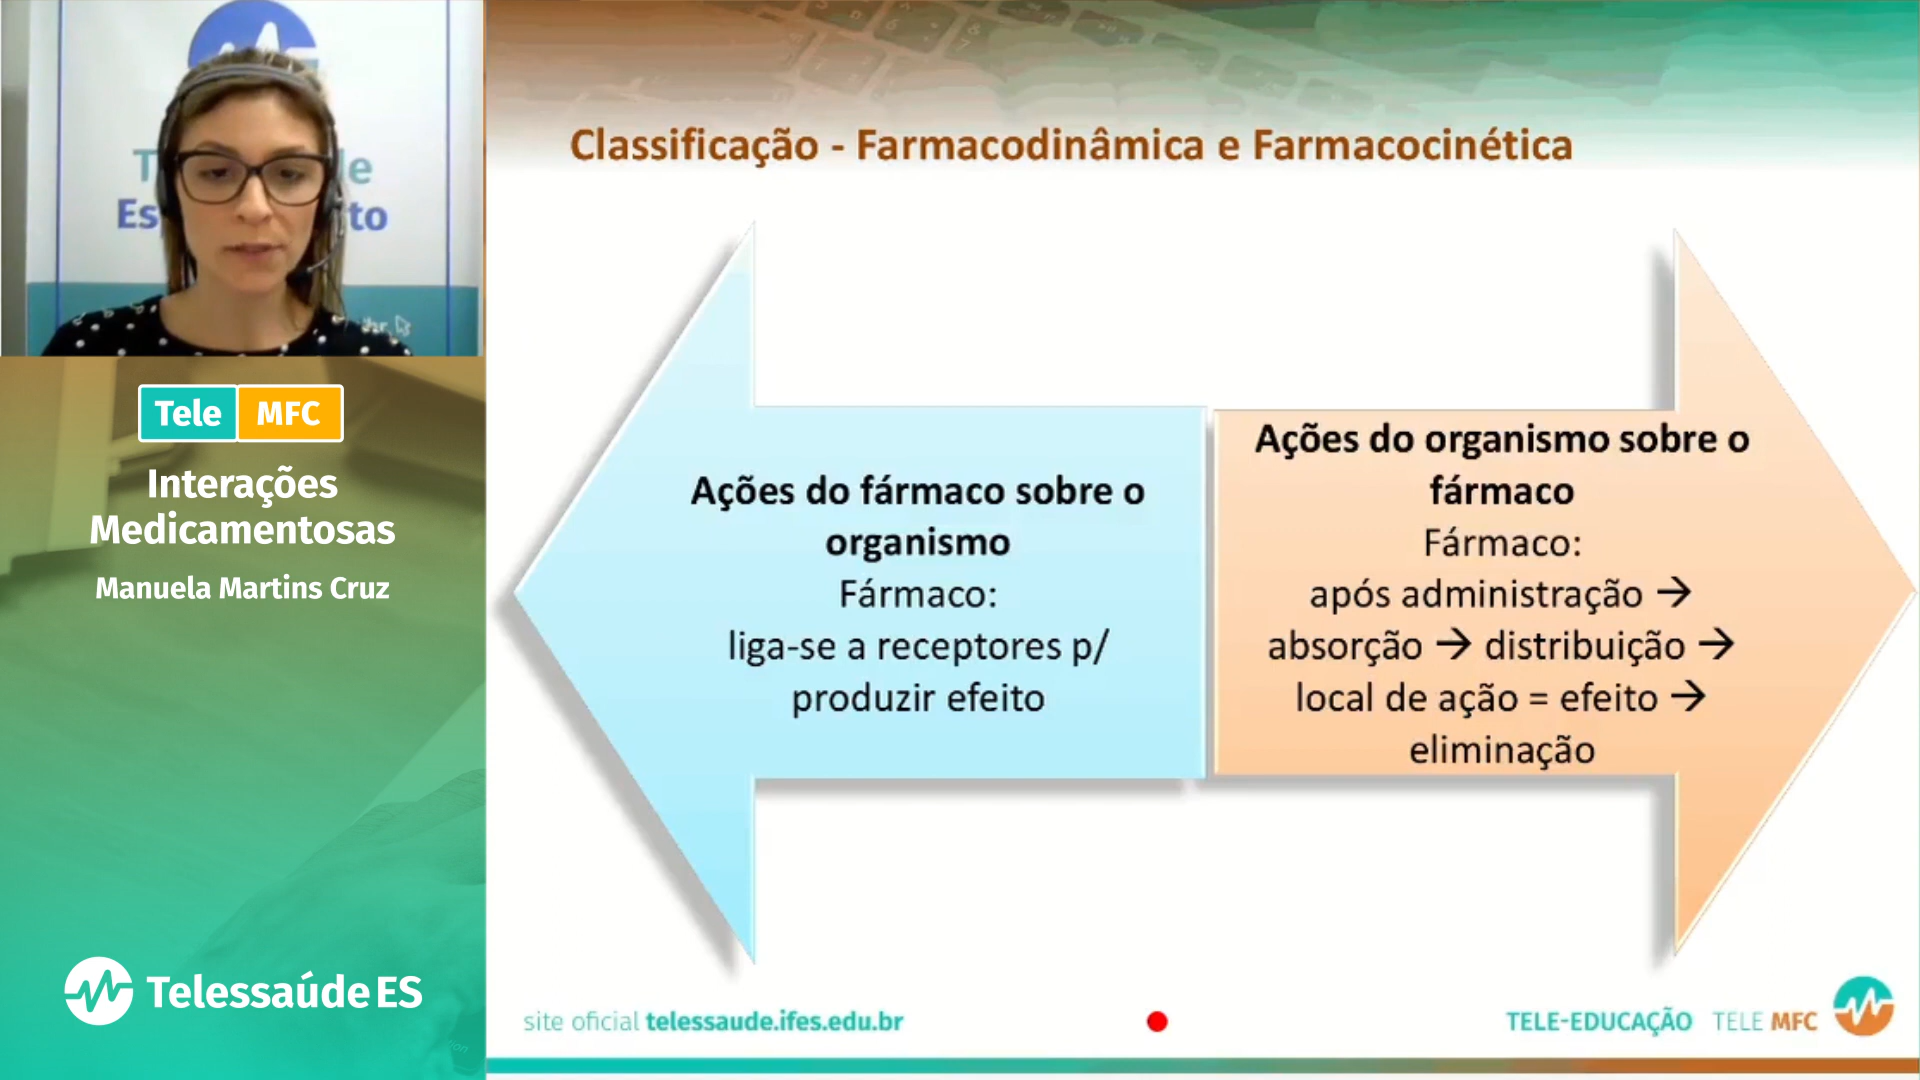 Tele MFC
Interações
Medicamentosas
Manuela Martins Cruz
Telessaúde ES
Classificação - Farmacodinâmica e Farmacocinética
Ações do fármaco sobre o
organismo
Fármaco:
liga-se a receptores p/
produzir efeito
Ações do organismo sobre o
fármaco
Fármaco:
após administração →
absorção → distribuição →
local de ação = efeito →
eliminação
site oficial telessaude.ifes.edu.br
TELE-EDUCAÇÃO TELE MFC